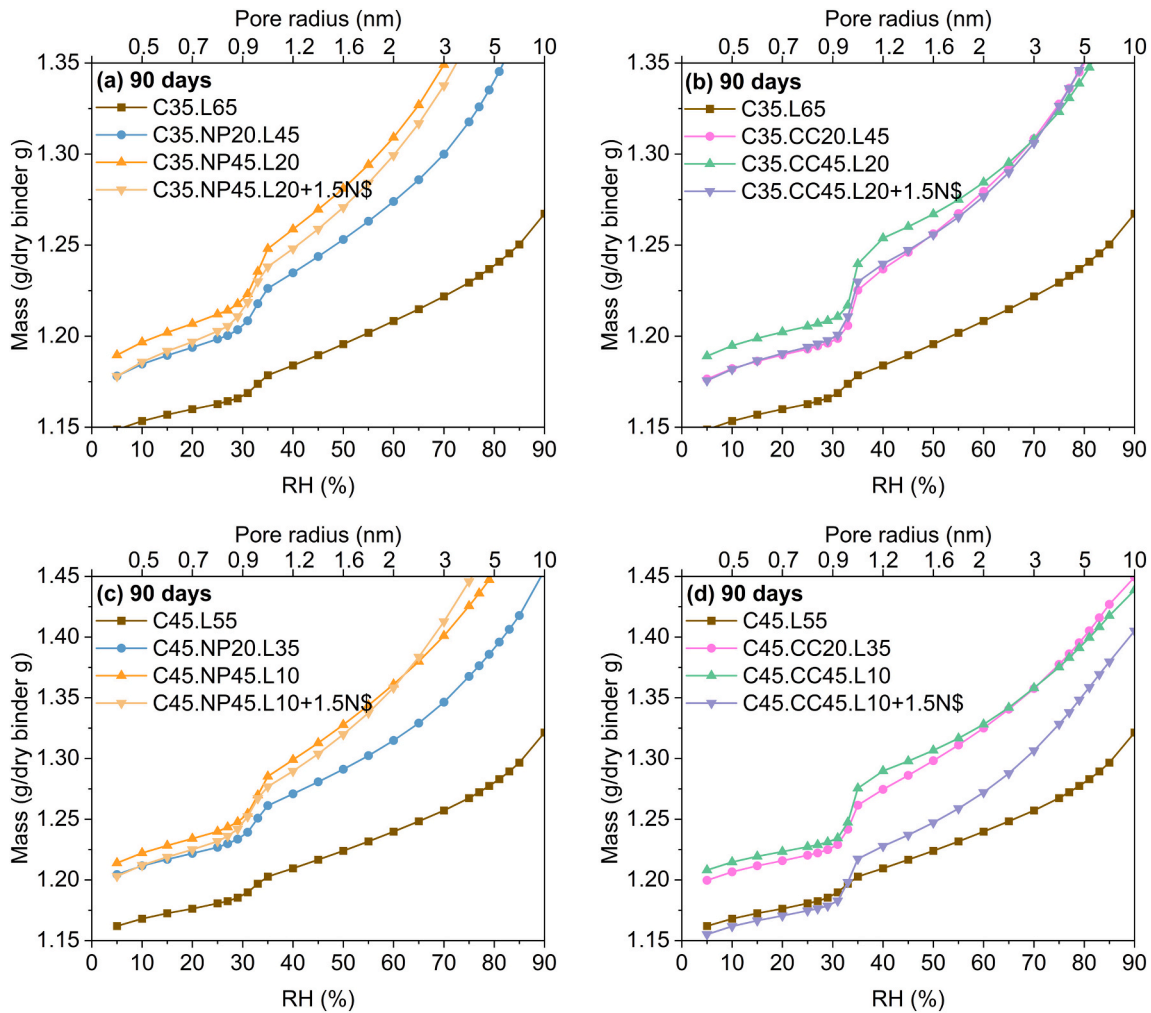 Pore radius (nm)
0.5 0.7 0.9 1.2 1.6 2 3 5 10
(a) 90 days
C35.L65
C35.NP20.L45
C35.NP45.L20
C35.NP45.L20+1.5N$
1.35
1.30
1.25
1.20
1.15
Mass (g/dry binder g)
0 10 20 30 40 50 60 70 80 90
RH (%)
Pore radius (nm)
0.5 0.7 0.9 1.2 1.6 2 3 5 10
(b) 90 days
C35.L65
C35.CC20.L45
C35.CC45.L20
C35.CC45.L20+1.5N$
1.35
1.30
1.25
1.20
1.15
Mass (g/dry binder g)
0 10 20 30 40 50 60 70 80 90
RH (%)
Pore radius (nm)
0.5 0.7 0.9 1.2 1.6 2 3 5 10
(c) 90 days
C45.L55
C45.NP20.L35
C45.NP45.L10
C45.NP45.L10+1.5N$
1.45
1.40
1.35
1.30
1.25
1.20
1.15
Mass (g/dry binder g)
0 10 20 30 40 50 60 70 80 90
RH (%)
Pore radius (nm)
0.5 0.7 0.9 1.2 1.6 2 3 5 10
(d) 90 days
C45.L55
C45.CC20.L35
C45.CC45.L10
C45.CC45.L10+1.5N$
1.45
1.40
1.35
1.30
1.25
1.20
1.15
Mass (g/dry binder g)
0 10 20 30 40 50 60 70 80 90
RH (%)